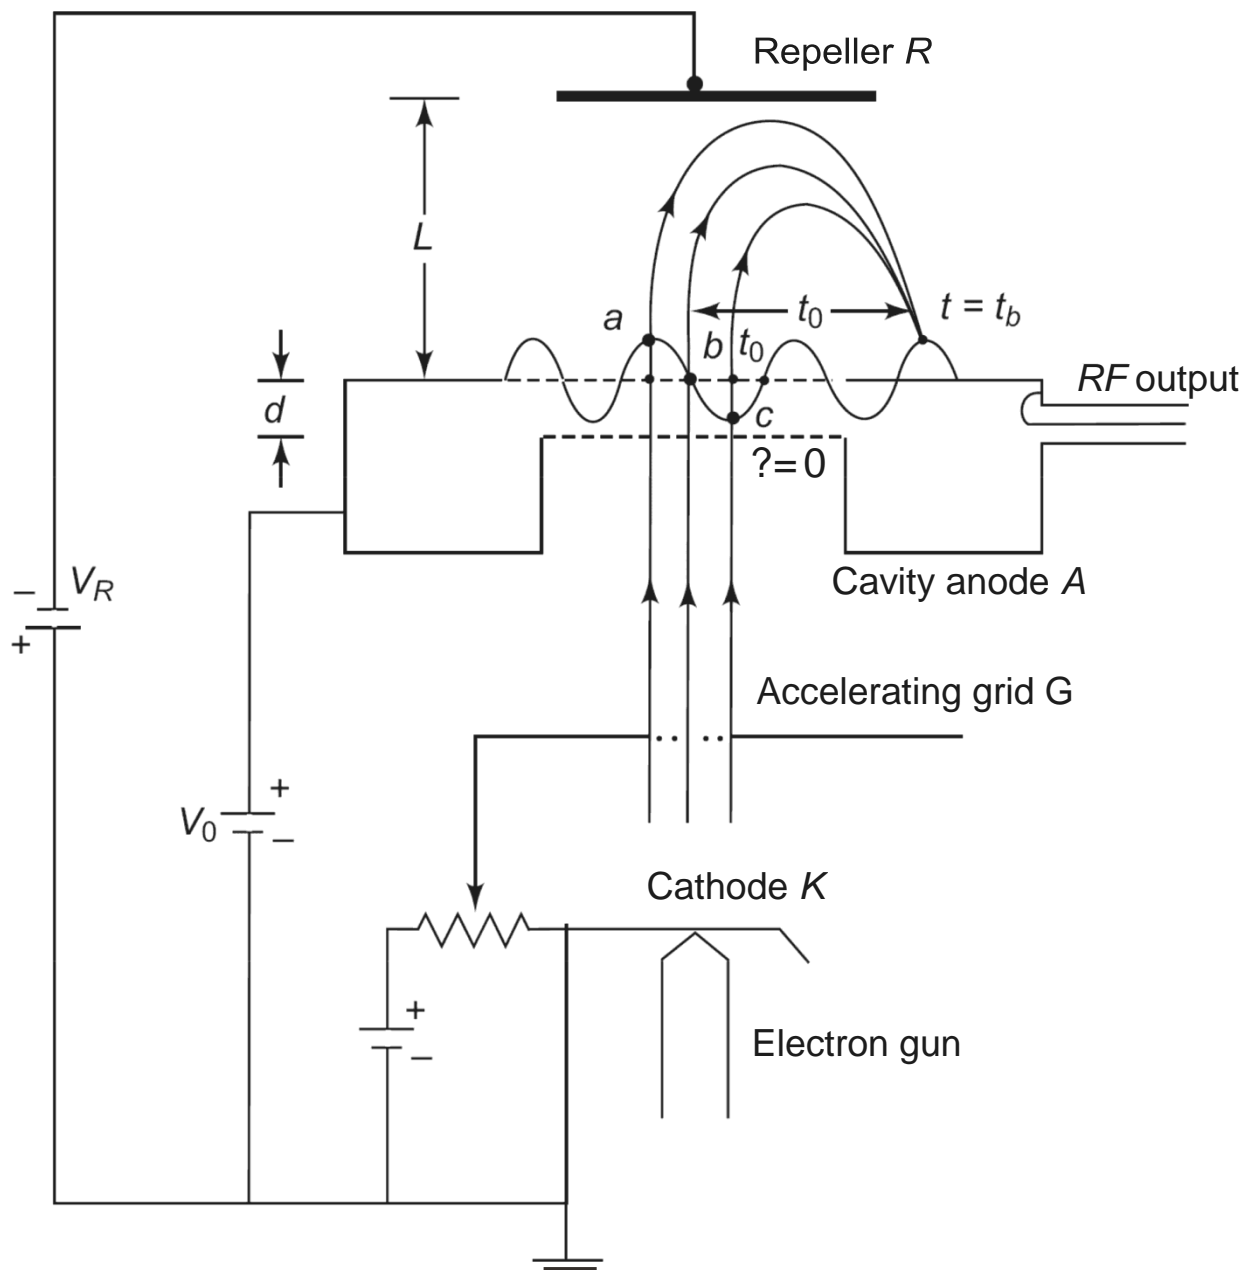 Repeller R
L
a
b
t0
t0
t = tb
c
d
RF output
?=0
Cavity anode A
– VR
+
Accelerating grid G
+
V0
–
Cathode K
+
–
Electron gun